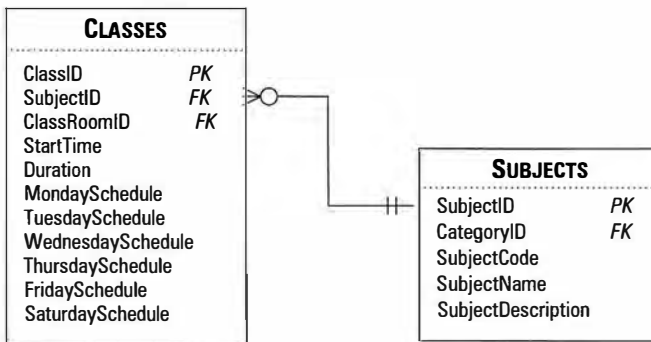 CLASSES
ClassID PK
SubjectID FK
ClassRoomID FK
StartTime
Duration
MondaySchedule
TuesdaySchedule
WednesdaySchedule
ThursdaySchedule
FridaySchedule
SaturdaySchedule
SUBJECTS
SubjectID PK
CategoryID FK
SubjectCode
SubjectName
SubjectDescription